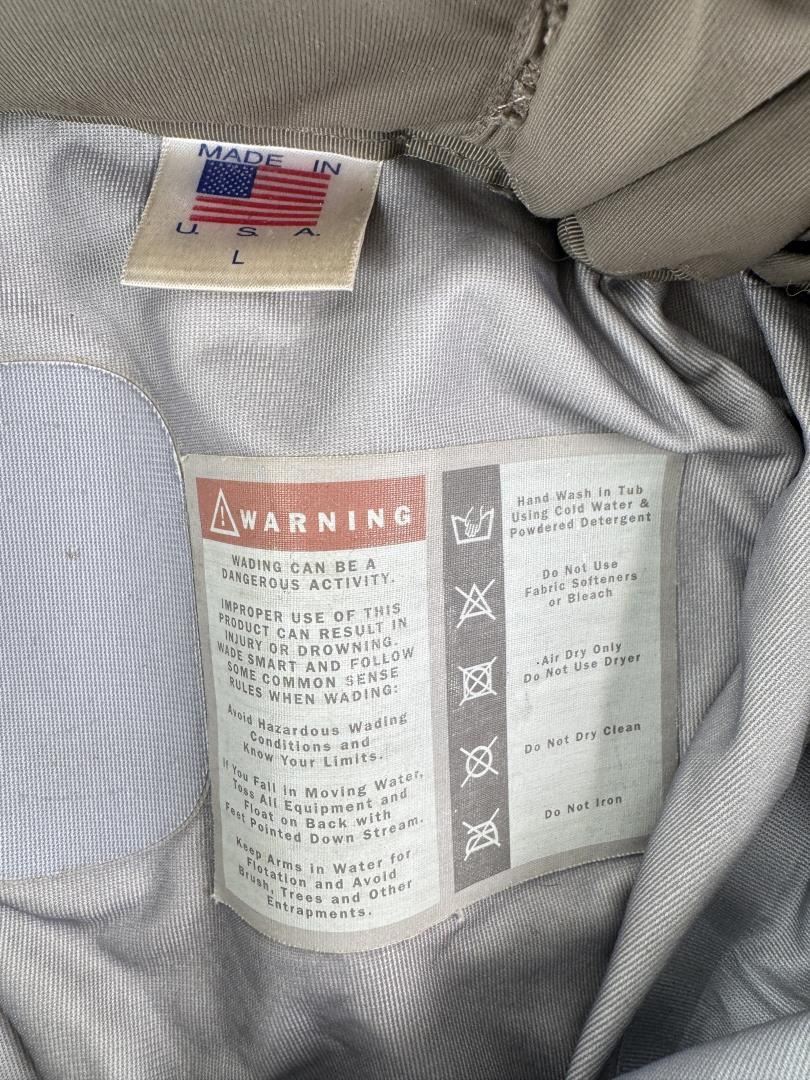 MADE IN
U. S. A.
L
WARNING
WADING CAN BE A
DANGEROUS ACTIVITY.
IMPROPER USE OF THIS
PRODUCT CAN RESULT IN
INJURY OR DROWNING.
WADE SMART AND FOLLOW
SOME COMMON SENSE
RULES WHEN WADING:
Avoid Hazardous Wading
Conditions and
Know Your Limits.
If You Fall in Moving Water,
Toss All Equipment and
Float on Back with
Feet Pointed Down Stream.
Keep Arms in Water for
Flotation and Avoid
Brush, Trees and Other
Entrapments.
Hand Wash in Tub
Using Cold Water &
Powdered Detergent
Do Not Use
Fabric Softeners
or Bleach
Air Dry Only
Do Not Use Dryer
Do Not Dry Clean
Do Not Iron